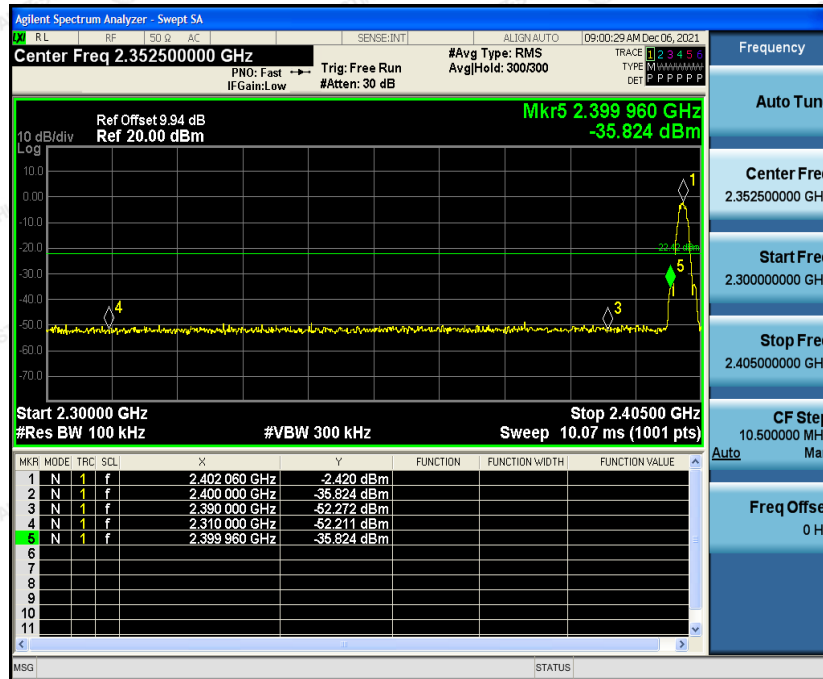 Agilent Spectrum Analyzer - Swept SA
LXI RL RF 50 Ω AC SENSE:INT ALIGN AUTO 09:00:29 AM Dec 06, 2021
Center Freq 2.352500000 GHz
PNO: Fast
IFGain:Low
Trig: Free Run
#Atten: 30 dB
#Avg Type: RMS
Avg|Hold: 300/300
TRACE 1 2 3 4 5 6
TYPE M WWWWW
DET P P P P P P
Ref Offset 9.94 dB
Ref 20.00 dBm
10 dB/div
Log
Mkr5 2.399 960 GHz
-35.824 dBm
10.0
0.00
-10.0
-20.0
-30.0
-40.0
-50.0
-60.0
-70.0
1
-22.42 dBm
5
4
3
Start 2.30000 GHz
Stop 2.40500 GHz
#Res BW 100 kHz
#VBW 300 kHz
Sweep 10.07 ms (1001 pts)
MKR MODE TRC SCL X Y FUNCTION FUNCTION WIDTH FUNCTION VALUE
1 N 1 f 2.402 060 GHz -2.420 dBm
2 N 1 f 2.400 000 GHz -35.824 dBm
3 N 1 f 2.390 000 GHz -52.272 dBm
4 N 1 f 2.310 000 GHz -52.211 dBm
5 N 1 f 2.399 960 GHz -35.824 dBm
6
7
8
9
10
11
MSG
STATUS
Frequency
Auto Tun
Center Fre
2.352500000 GH
Start Fre
2.300000000 GH
Stop Fre
2.405000000 GH
CF Step
10.500000 MH
Auto Ma
Freq Offse
0 H